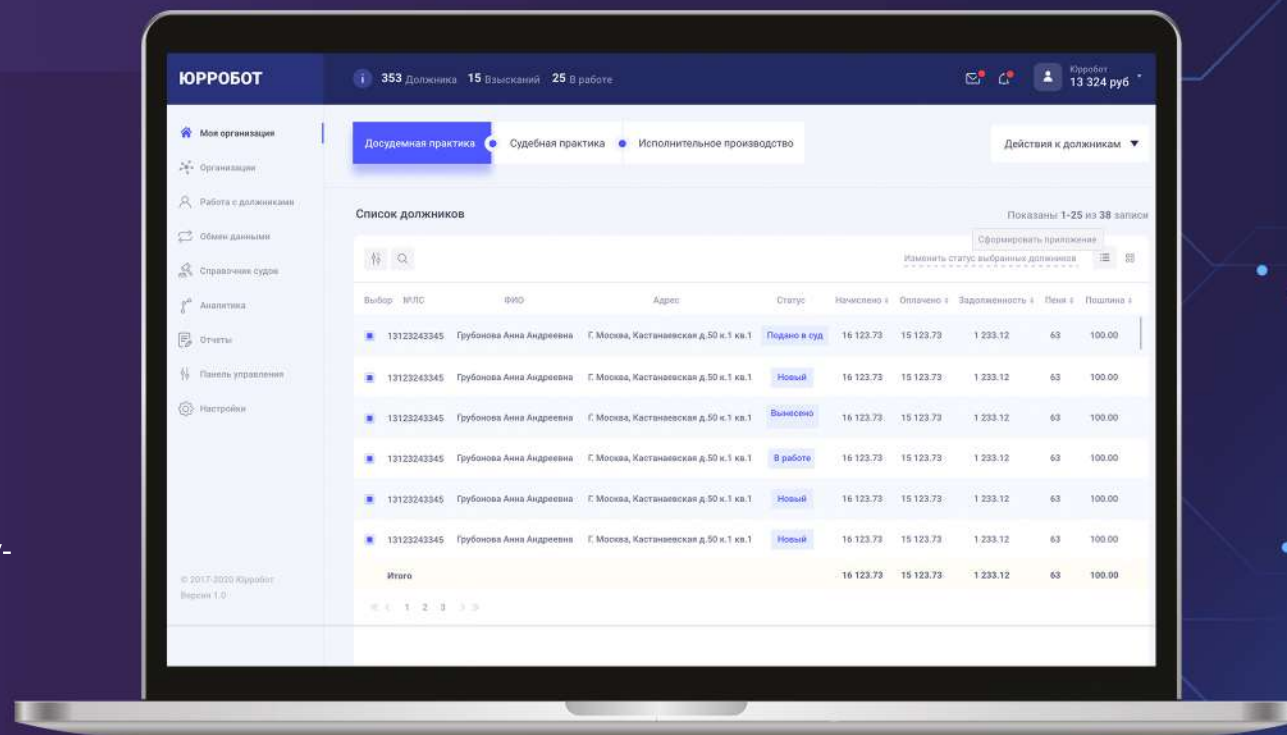 ЮРРОБОТ
353 Должника 15 Взысканий 25 В работе
Юрробот
13 324 руб
Моя организация
Организации
Работа с должниками
Обмен данными
Справочник судов
Аналитика
Отчеты
Панель управления
Настройки
© 2017-2020 Юрробот
Версия 1.0
Досудемная практика
Судебная практика
Исполнительное производство
Действия к должникам
Список должников
Показаны 1-25 из 38 записи
Сформировать приложение
Изменить статус выбранные должников
Выбор №ЛС ФИО Адрес Статус Начислено Оплачено Задолженность Пени Пошлина
13123243345 Грубонова Анна Андреевна Г. Москва, Кастанаевская д.50 к.1 кв.1 Подано в суд 16 123.73 15 123.73 1 233.12 63 100.00
13123243345 Грубонова Анна Андреевна Г. Москва, Кастанаевская д.50 к.1 кв.1 Новый 16 123.73 15 123.73 1 233.12 63 100.00
13123243345 Грубонова Анна Андреевна Г. Москва, Кастанаевская д.50 к.1 кв.1 Вынесено 16 123.73 15 123.73 1 233.12 63 100.00
13123243345 Грубонова Анна Андреевна Г. Москва, Кастанаевская д.50 к.1 кв.1 В работе 16 123.73 15 123.73 1 233.12 63 100.00
13123243345 Грубонова Анна Андреевна Г. Москва, Кастанаевская д.50 к.1 кв.1 Новый 16 123.73 15 123.73 1 233.12 63 100.00
13123243345 Грубонова Анна Андреевна Г. Москва, Кастанаевская д.50 к.1 кв.1 Новый 16 123.73 15 123.73 1 233.12 63 100.00
Итого 16 123.73 15 123.73 1 233.12 63 100.00
1 2 3